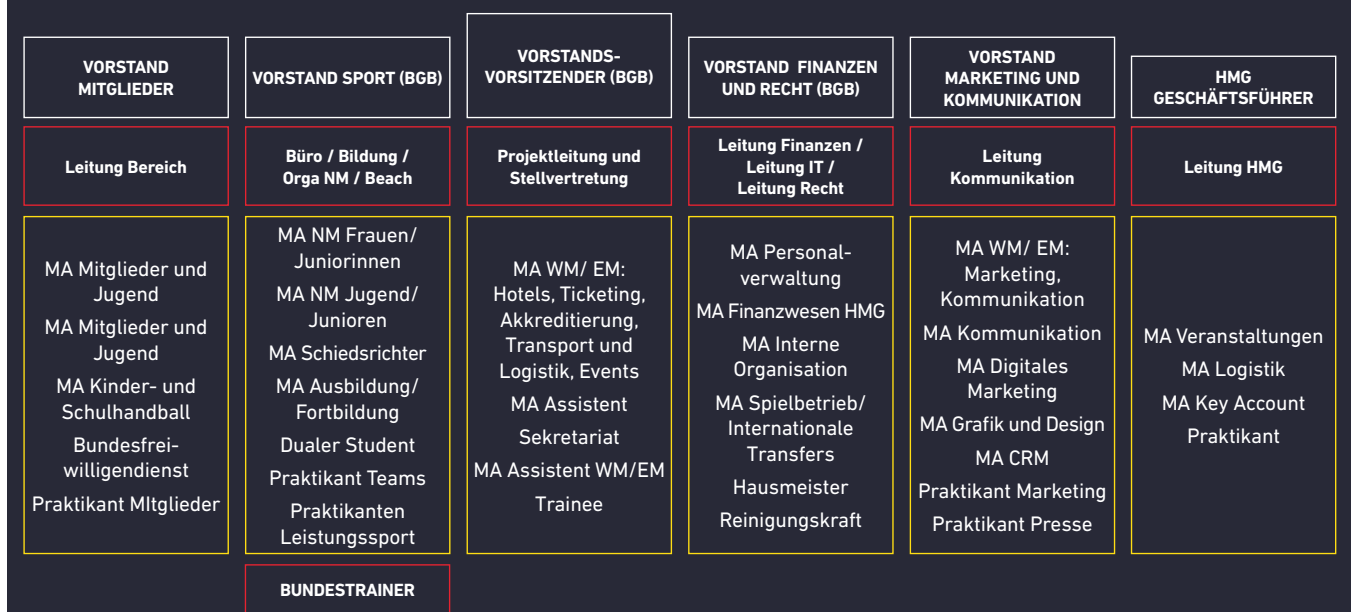 VORSTAND
MITGLIEDER
Leitung Bereich
MA Mitglieder und
Jugend
MA Mitglieder und
Jugend
MA Kinder- und
Schulhandball
Bundesfrei-
willigendienst
Praktikant MItglieder
VORSTAND SPORT (BGB)
Büro / Bildung /
Orga NM / Beach
MA NM Frauen/
Juniorinnen
MA NM Jugend/
Junioren
MA Schiedsrichter
MA Ausbildung/
Fortbildung
Dualer Student
Praktikant Teams
Praktikanten
Leistungssport
BUNDESTRAINER
VORSTANDS-
VORSITZENDER (BGB)
Projektleitung und
Stellvertretung
MA WM/ EM:
Hotels, Ticketing,
Akkreditierung,
Transport und
Logistik, Events
MA Assistent
Sekretariat
MA Assistent WM/EM
Trainee
VORSTAND FINANZEN
UND RECHT (BGB)
Leitung Finanzen /
Leitung IT /
Leitung Recht
MA Personal-
verwaltung
MA Finanzwesen HMG
MA Interne
Organisation
MA Spielbetrieb/
Internationale
Transfers
Hausmeister
Reinigungskraft
VORSTAND
MARKETING UND
KOMMUNIKATION
Leitung
Kommunikation
MA WM/ EM:
Marketing,
Kommunikation
MA Kommunikation
MA Digitales
Marketing
MA Grafik und Design
MA CRM
Praktikant Marketing
Praktikant Presse
HMG
GESCHÄFTSFÜHRER
Leitung HMG
MA Veranstaltungen
MA Logistik
MA Key Account
Praktikant